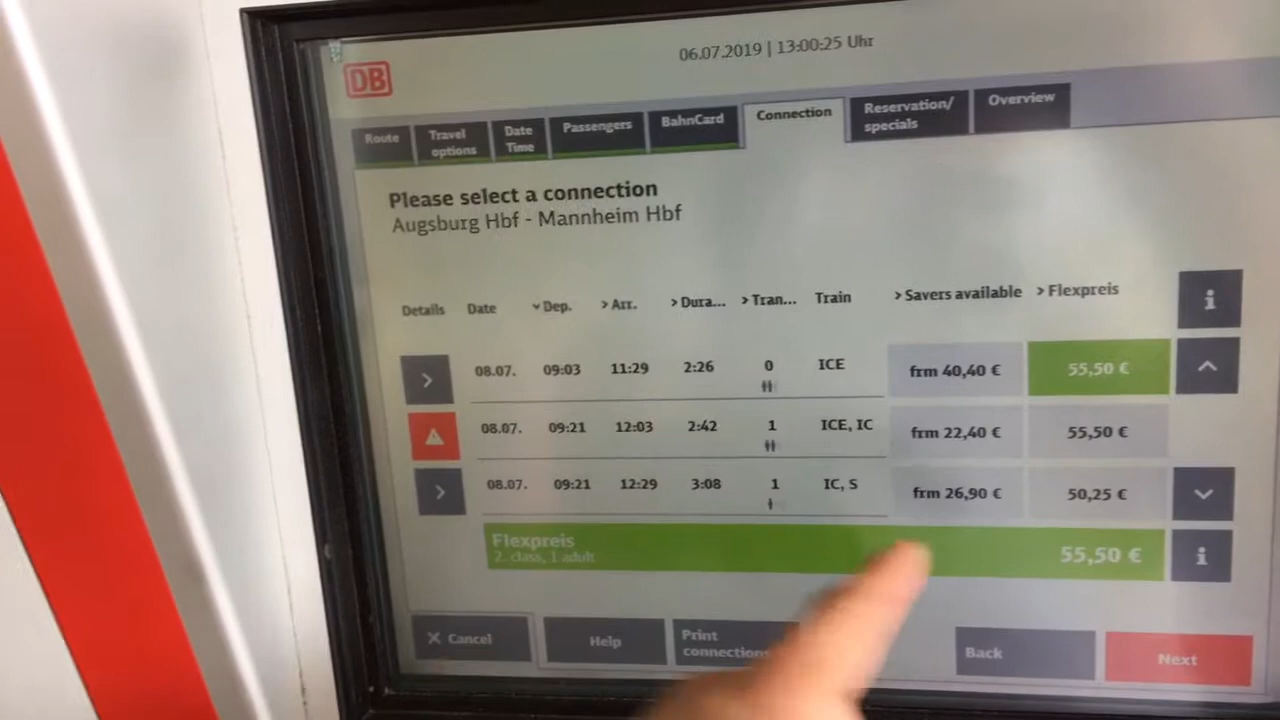 06.07.2019 | 13:00:25 Uhr
DB
Route
Travel options
Date Time
Passengers
BahnCard
Connection
Reservation/ specials
Overview
Please select a connection
Augsburg Hbf - Mannheim Hbf
Details Date Dep. > Arr. > Dura... > Tran... Train > Savers available > Flexpreis
08.07. 09:03 11:29 2:26 0 ICE frm 40,40 € 55,50 €
08.07. 09:21 12:03 2:42 1 ICE, IC frm 22,40 € 55,50 €
08.07. 09:21 12:29 3:08 1 IC, S frm 26,90 € 50,25 €
Flexpreis
2. class, 1 adult
55,50 €
X Cancel
Help
Print
connections
Back
Next